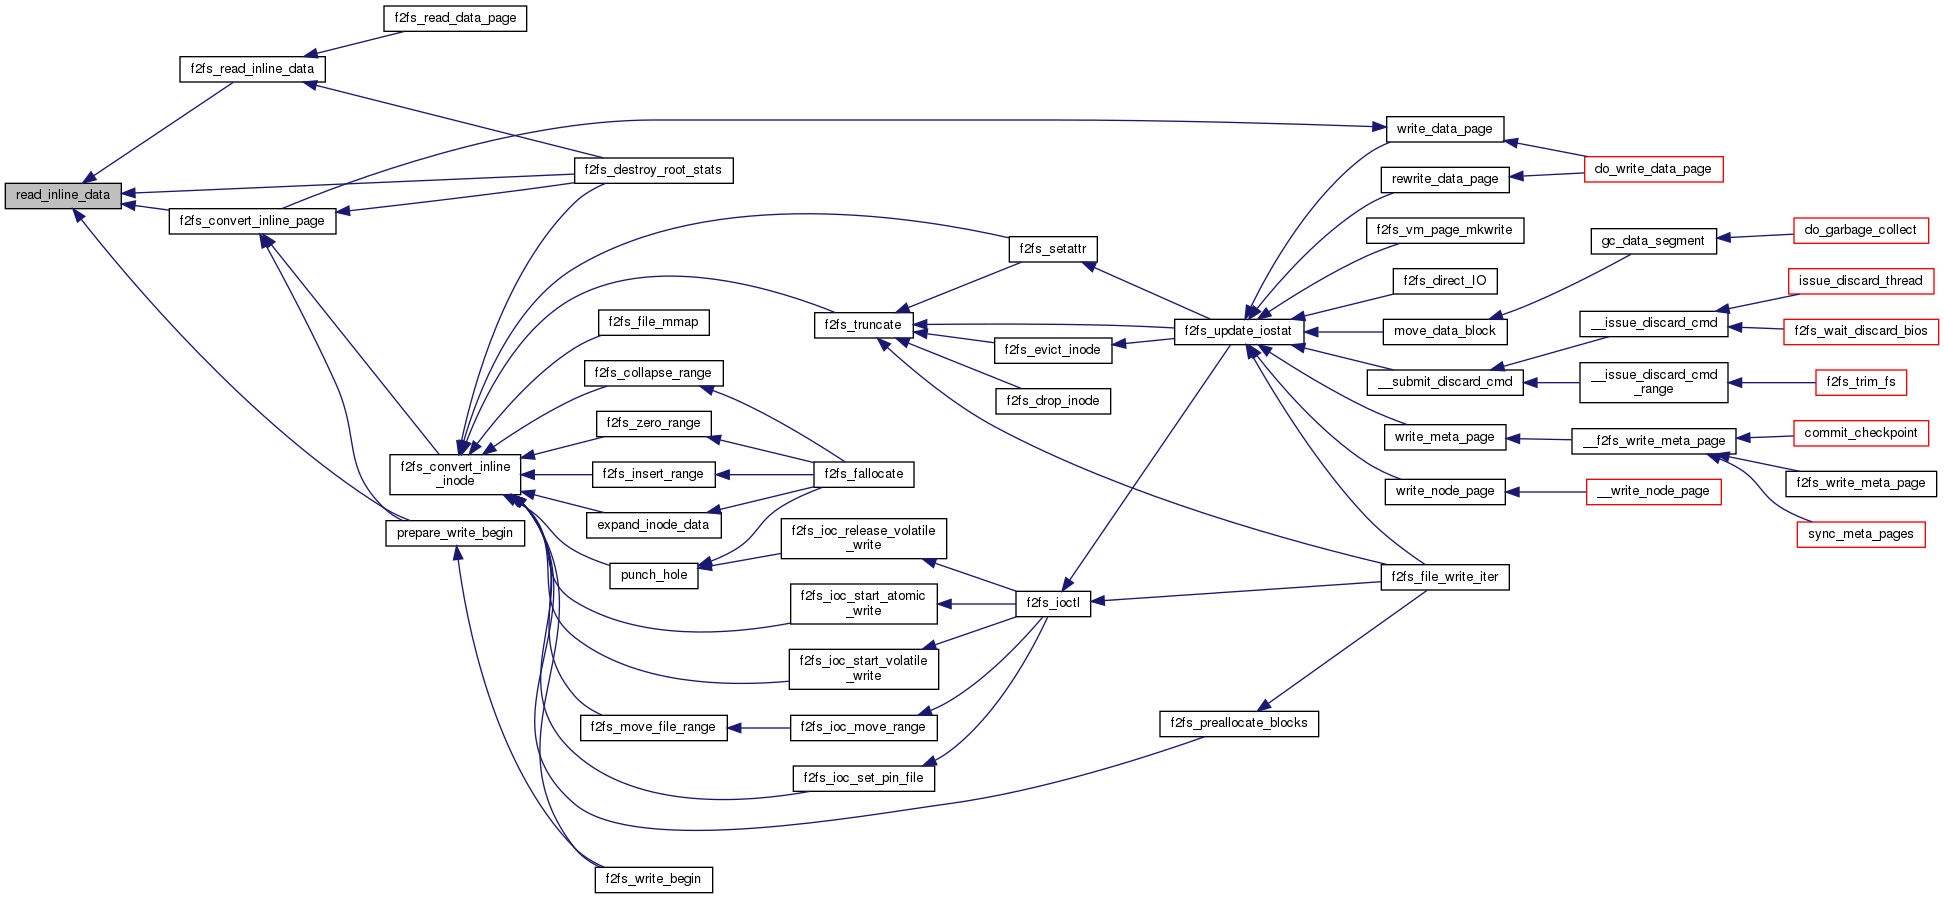 f2fs_read_data_page
f2fs_read_inline_data
read_inline_data
f2fs_convert_inline_page
f2fs_destroy_root_stats
f2fs_convert_inline
_inode
prepare_write_begin
f2fs_file_mmap
f2fs_collapse_range
f2fs_zero_range
f2fs_insert_range
expand_inode_data
punch_hole
f2fs_move_file_range
f2fs_write_begin
f2fs_truncate
f2fs_fallocate
f2fs_ioc_release_volatile
_write
f2fs_ioc_start_atomic
_write
f2fs_ioc_start_volatile
_write
f2fs_ioc_move_range
f2fs_ioc_set_pin_file
f2fs_setattr
f2fs_evict_inode
f2fs_drop_inode
f2fs_ioctl
f2fs_update_iostat
f2fs_preallocate_blocks
write_data_page
rewrite_data_page
f2fs_vm_page_mkwrite
f2fs_direct_IO
move_data_block
__submit_discard_cmd
write_meta_page
write_node_page
f2fs_file_write_iter
do_write_data_page
gc_data_segment
__issue_discard_cmd
__issue_discard_cmd
_range
__f2fs_write_meta_page
__write_node_page
do_garbage_collect
issue_discard_thread
f2fs_wait_discard_bios
f2fs_trim_fs
commit_checkpoint
f2fs_write_meta_page
sync_meta_pages